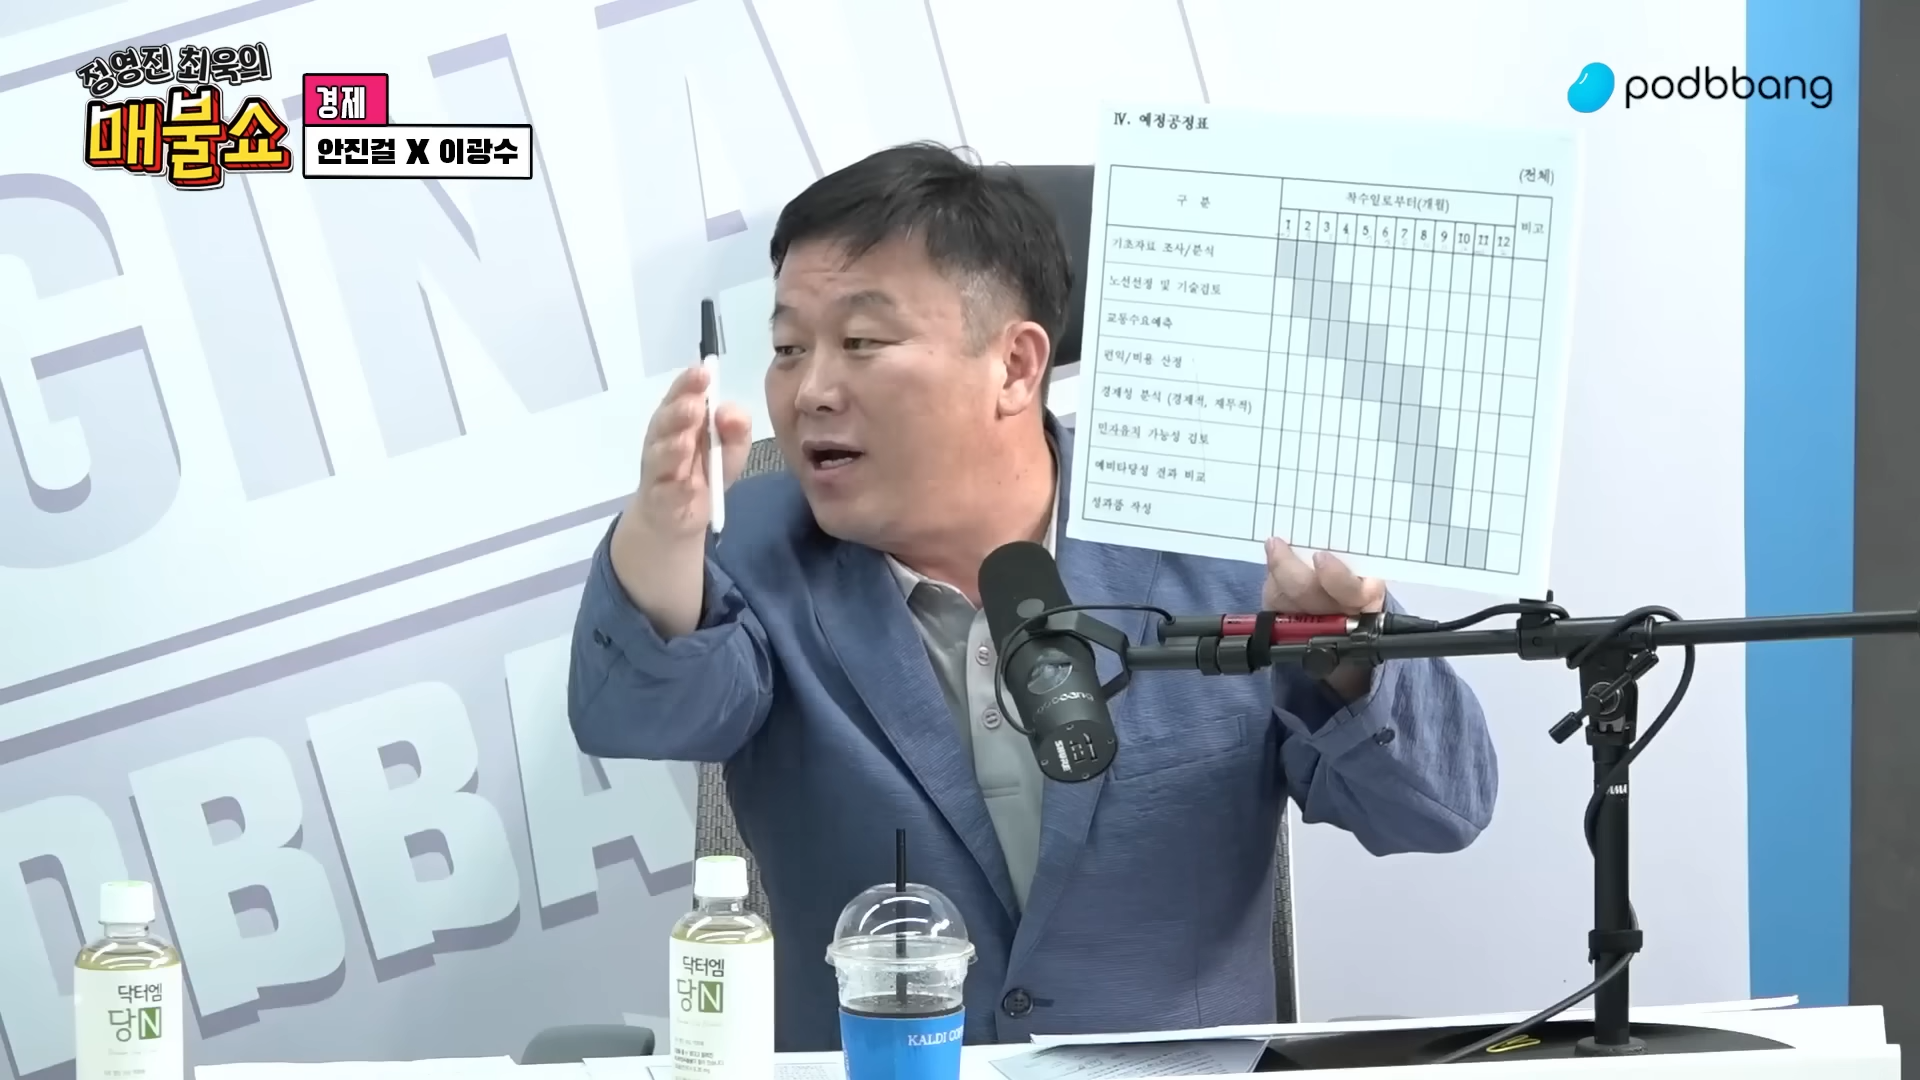 정영진 최욱의
매불쇼
경제
안진걸 X 이광수
podbbang
Ⅳ. 예정공정표
(전체)
구 분
착수일로부터(개월)
비고
1 2 3 4 5 6 7 8 9 10 11 12
기초자료 조사/분석
노선선정 및 기술검토
교통수요예측
편익/비용 산정
경제성 분석 (경제적, 재무적)
민자유치 가능성 검토
예비타당성 결과 비교
성과품 작성
GINAL
DBBA
podbbang
SHURE
닥터엠
당N
닥터엠
당N
KALDI CO